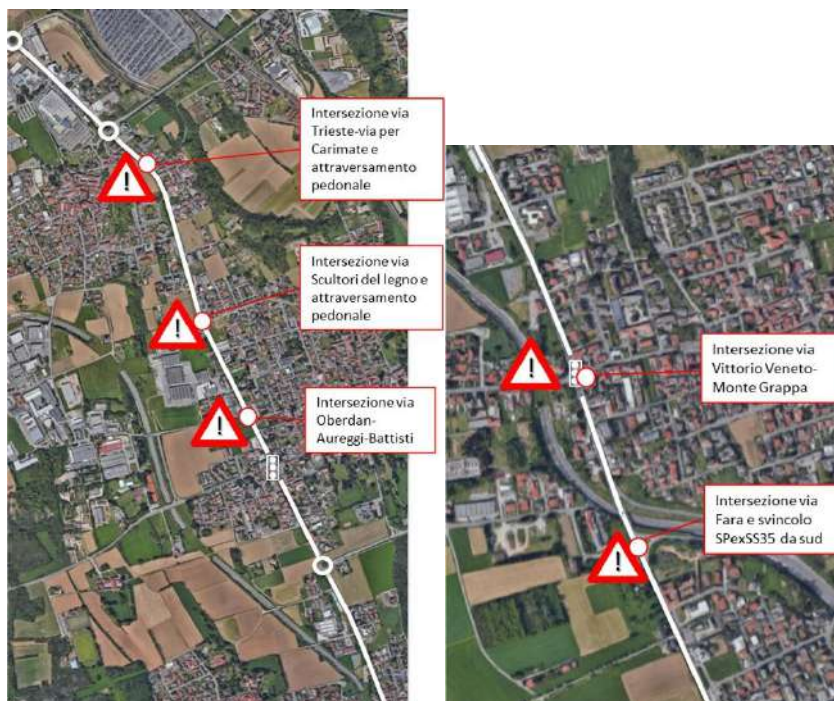 Intersezione via
Trieste-via per
Carimate e
attraversamento
pedonale
Intersezione via
Scultori del legno e
attraversamento
pedonale
Intersezione via
Oberdan-
Aureggi-Battisti
Intersezione via
Vittorio Veneto-
Monte Grappa
Intersezione via
Fara e svincolo
SPexSS35 da sud